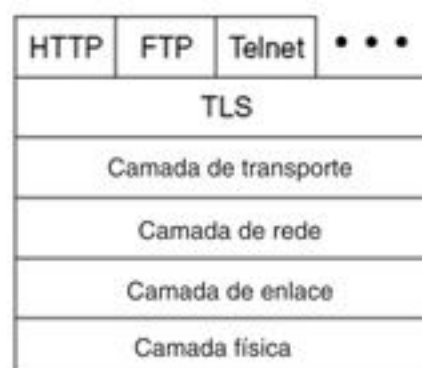 HTTP FTP Telnet • • •
TLS
Camada de transporte
Camada de rede
Camada de enlace
Camada física